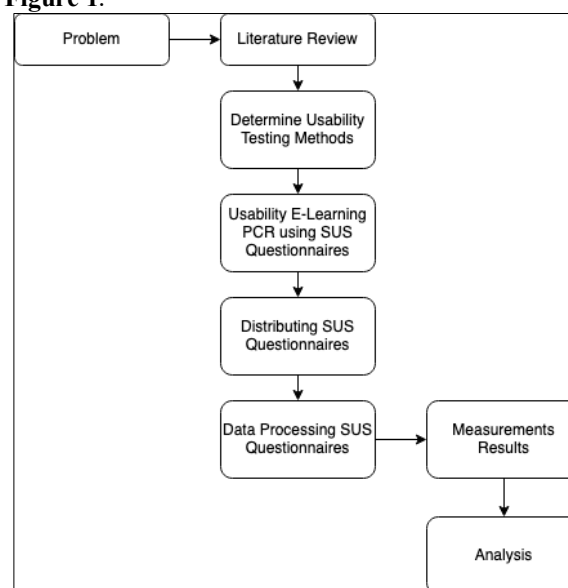 Figure 1.
Problem
Literature Review
Determine Usability
Testing Methods
Usability E-Learning
PCR using SUS
Questionnaires
Distributing SUS
Questionnaires
Data Processing SUS
Questionnaires
Measurements
Results
Analysis